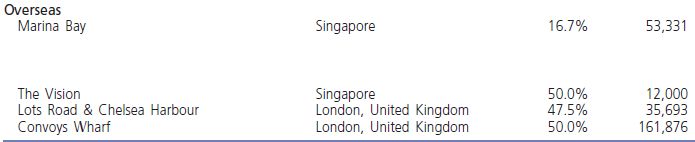 Overseas
Marina Bay Singapore 16.7% 53,331
The Vision Singapore 50.0% 12,000
Lots Road & Chelsea Harbour London, United Kingdom 47.5% 35,693
Convoys Wharf London, United Kingdom 50.0% 161,876